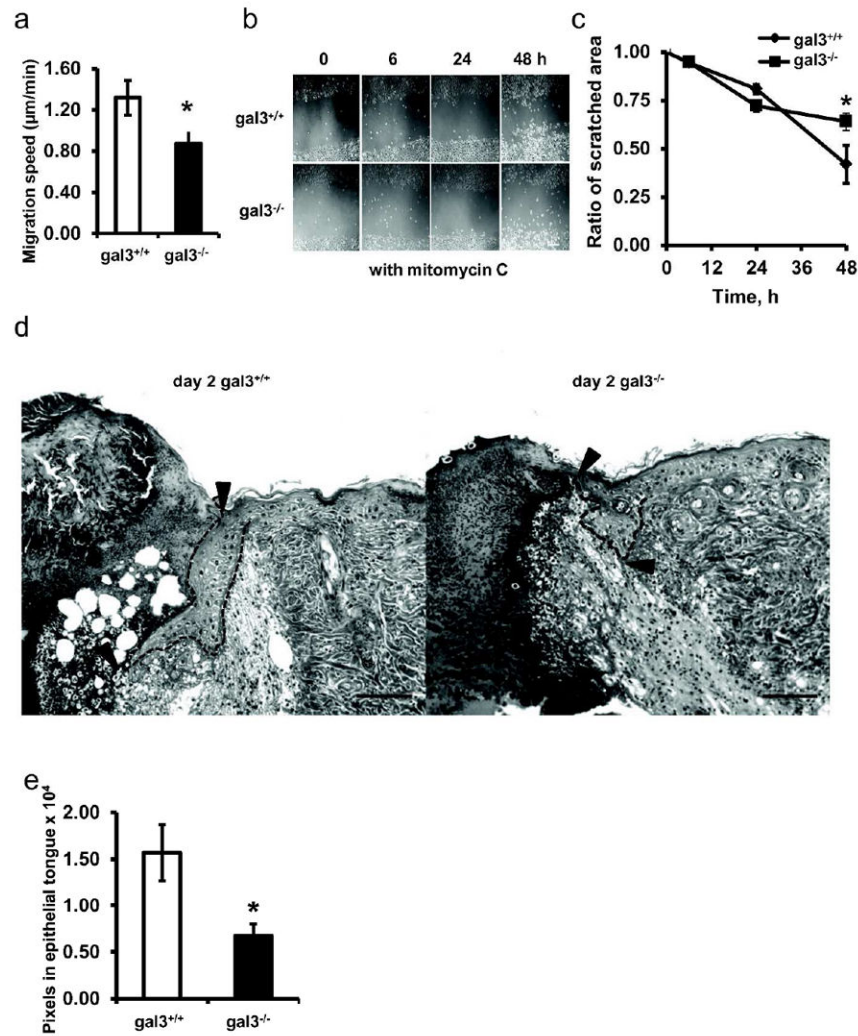 a
Migration speed (µm/min)
1.60
1.20
0.80
0.40
0.00
*
gal3+/+
gal3-/-
b
0 6 24 48 h
gal3+/+
gal3-/-
with mitomycin C
c
Ratio of scratched area
1.00
0.75
0.50
0.25
0.00
0 12 24 36 48
Time, h
gal3+/+
gal3-/-
*
d
day 2 gal3+/+
day 2 gal3-/-
e
Pixels in epithelial tongue x 10⁴
2.00
1.50
1.00
0.50
0.00
*
gal3+/+
gal3-/-